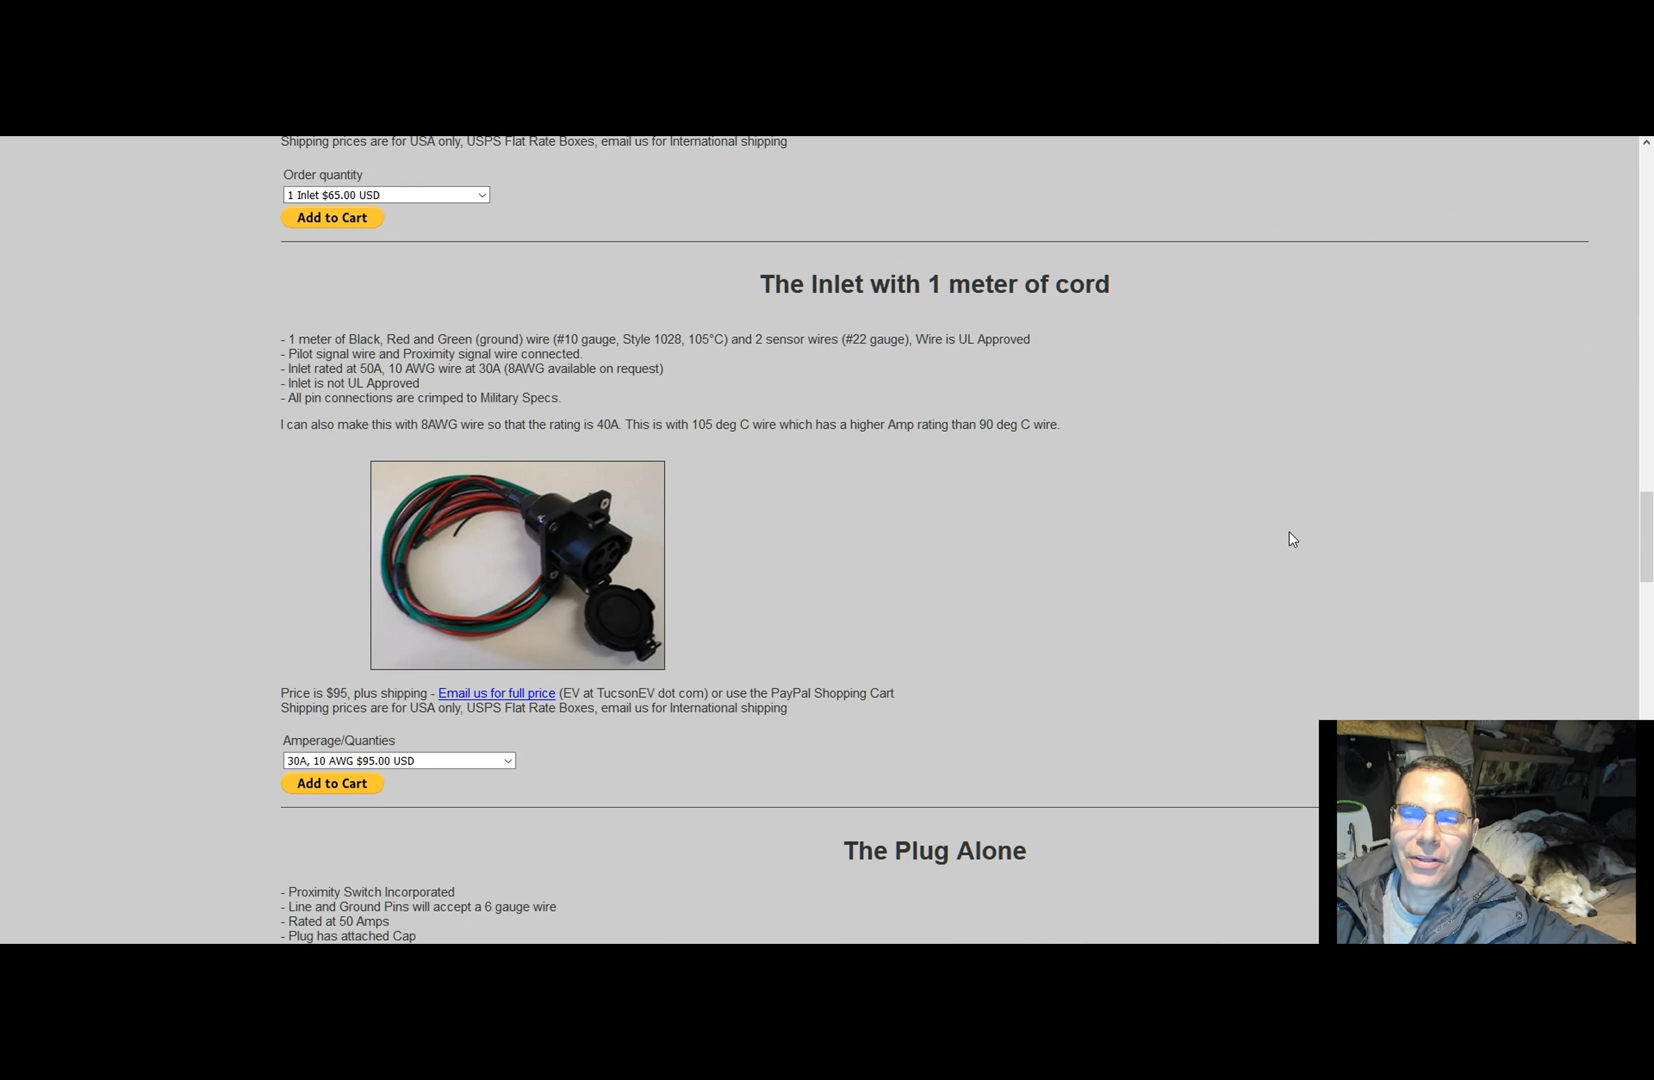 Shipping prices are for USA only, USPS Flat Rate Boxes, email us for International shipping
Order quantity
1 Inlet $65.00 USD
Add to Cart
The Inlet with 1 meter of cord
- 1 meter of Black, Red and Green (ground) wire (#10 gauge, Style 1028, 105°C) and 2 sensor wires (#22 gauge), Wire is UL Approved
- Pilot signal wire and Proximity signal wire connected.
- Inlet rated at 50A, 10 AWG wire at 30A (8AWG available on request)
- Inlet is not UL Approved
- All pin connections are crimped to Military Specs.
I can also make this with 8AWG wire so that the rating is 40A. This is with 105 deg C wire which has a higher Amp rating than 90 deg C wire.
Price is $95, plus shipping - Email us for full price (EV at TucsonEV dot com) or use the PayPal Shopping Cart
Shipping prices are for USA only, USPS Flat Rate Boxes, email us for International shipping
Amperage/Quanties
30A, 10 AWG $95.00 USD
Add to Cart
The Plug Alone
- Proximity Switch Incorporated
- Line and Ground Pins will accept a 6 gauge wire
- Rated at 50 Amps
- Plug has attached Cap